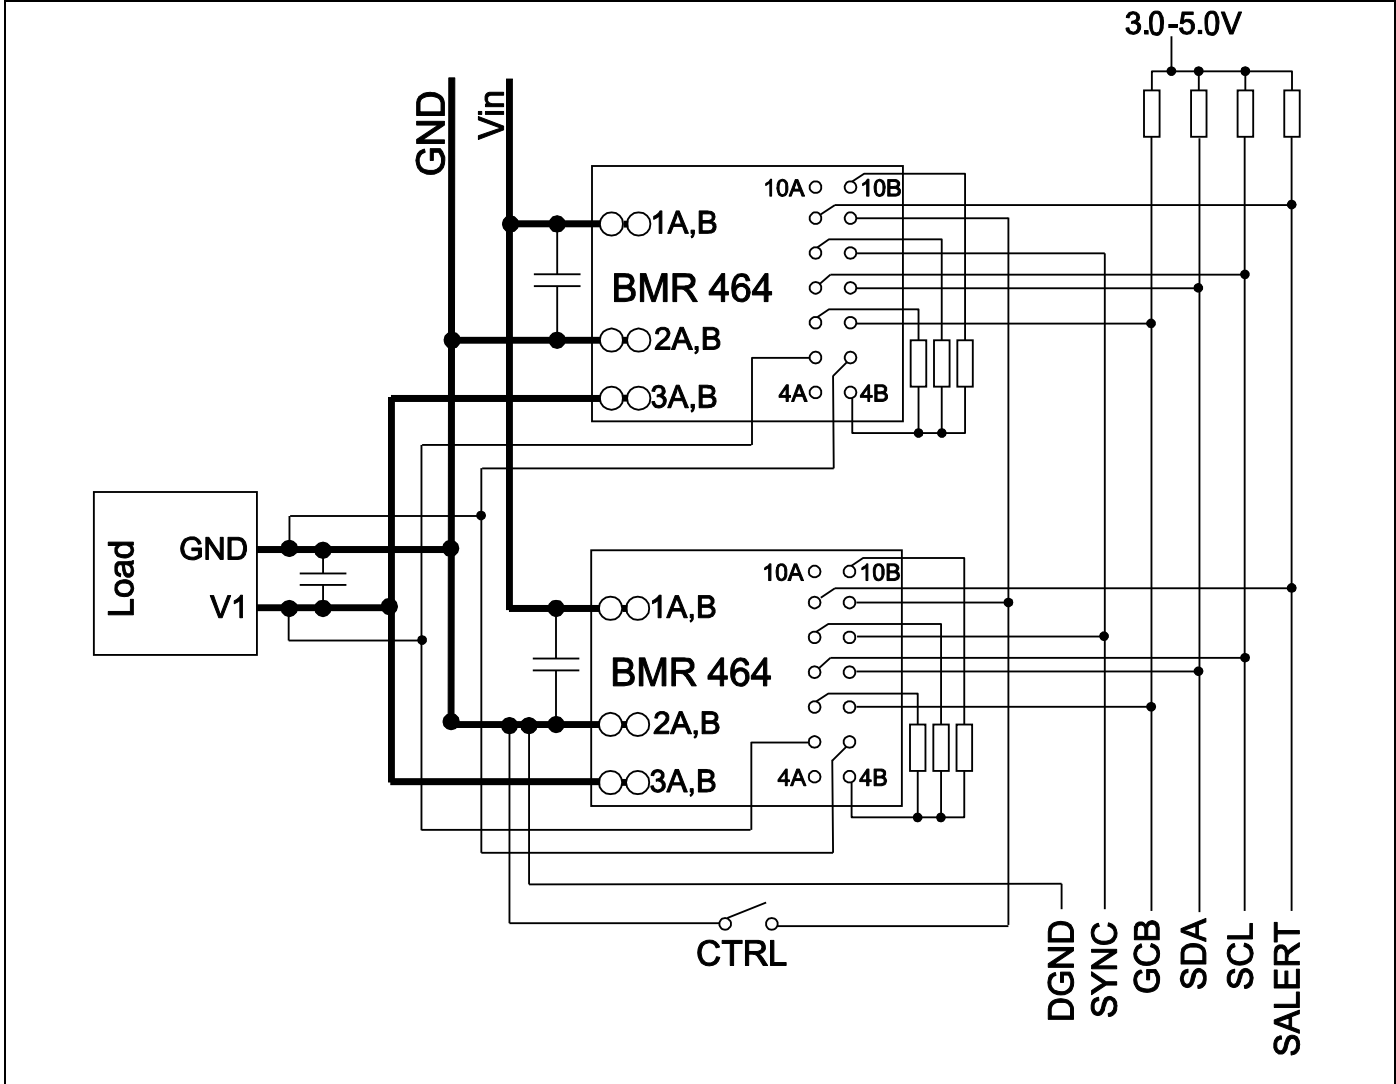 3.0-5.0V
GND
Vin
10A
10B
1A,B
BMR 464
2A,B
4A
4B
3A,B
Load
GND
V1
10A
10B
1A,B
BMR 464
2A,B
4A
4B
3A,B
CTRL
DGND
SYNC
GCB
SDA
SCL
SALERT